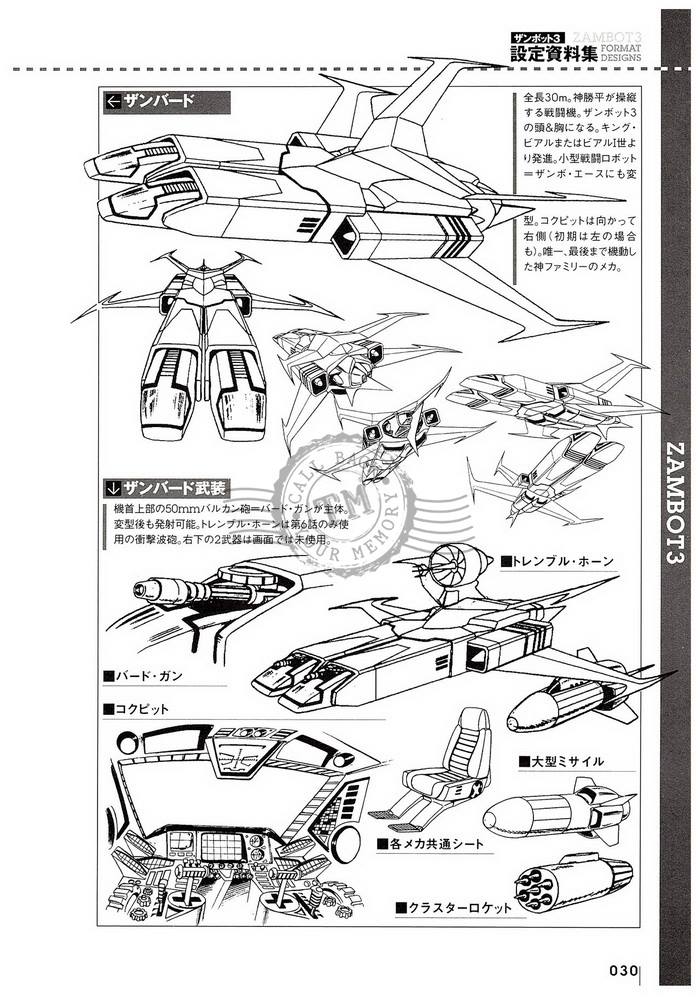 ザンボット3
設定資料集
ZAMBOT3
FORMAT
DESIGNS
←ザンバード
全長30m。神勝平が操縦
する戦闘機。ザンボット3
の頭&胸になる。キング・
ビアルまたはビアルI世よ
り発進。小型戦闘ロボット
＝ザンボ・エースにも変
型。コクピットは向かって
右側（初期は左の場合
も）。唯一、最後まで機動し
た神ファミリーのメカ。
↓ザンバード武装
機首上部の50mmバルカン砲＝バード・ガンが主体。
変型後も発射可能。トレンブル・ホーンは第6話のみ使
用の衝撃波砲。右下の2武器は画面では未使用。
■トレンブル・ホーン
■バード・ガン
■コクピット
■大型ミサイル
■各メカ共通シート
■クラスターロケット
CALL BACK
TM
YOUR MEMORY
ZAMBOT3
030